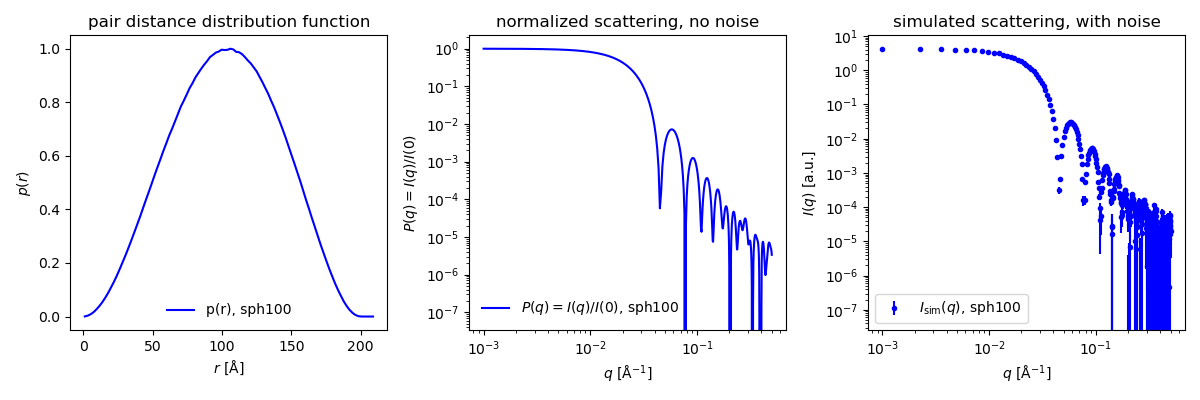 pair distance distribution function
1.0
0.8
0.6
0.4
0.2
0.0
p(r)
p(r), sph100
0 50 100 150 200
r [Å]
normalized scattering, no noise
10⁰
10⁻¹
10⁻²
10⁻³
10⁻⁴
10⁻⁵
10⁻⁶
10⁻⁷
P(q) = I(q)/I(0)
P(q) = I(q)/I(0), sph100
10⁻³ 10⁻² 10⁻¹
q [Å⁻¹]
simulated scattering, with noise
10¹
10⁰
10⁻¹
10⁻²
10⁻³
10⁻⁴
10⁻⁵
10⁻⁶
10⁻⁷
I(q) [a.u.]
Isim(q), sph100
10⁻³ 10⁻² 10⁻¹
q [Å⁻¹]